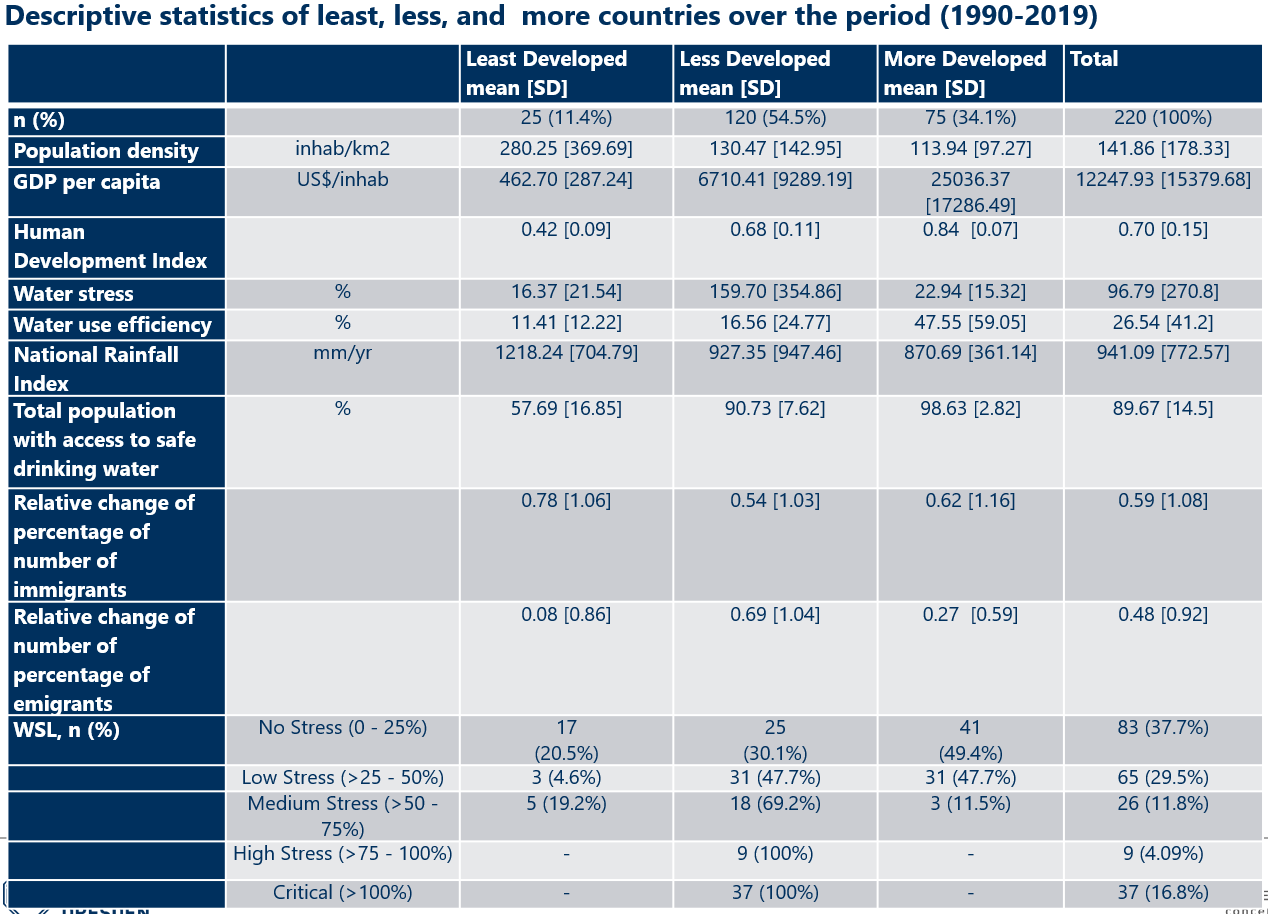 Descriptive statistics of least, less, and  more countries over the period (1990-2019)
Least Developed mean [SD] Less Developed mean [SD] More Developed mean [SD] Total
n (%) 25 (11.4%) 120 (54.5%) 75 (34.1%) 220 (100%)
Population density inhab/km2 280.25 [369.69] 130.47 [142.95] 113.94 [97.27] 141.86 [178.33]
GDP per capita US$/inhab 462.70 [287.24] 6710.41 [9289.19] 25036.37 [17286.49] 12247.93 [15379.68]
Human Development Index 0.42 [0.09] 0.68 [0.11] 0.84  [0.07] 0.70 [0.15]
Water stress % 16.37 [21.54] 159.70 [354.86] 22.94 [15.32] 96.79 [270.8]
Water use efficiency % 11.41 [12.22] 16.56 [24.77] 47.55 [59.05] 26.54 [41.2]
National Rainfall Index mm/yr 1218.24 [704.79] 927.35 [947.46] 870.69 [361.14] 941.09 [772.57]
Total population with access to safe drinking water % 57.69 [16.85] 90.73 [7.62] 98.63 [2.82] 89.67 [14.5]
Relative change of percentage of number of immigrants 0.78 [1.06] 0.54 [1.03] 0.62 [1.16] 0.59 [1.08]
Relative change of number of percentage of emigrants 0.08 [0.86] 0.69 [1.04] 0.27  [0.59] 0.48 [0.92]
WSL, n (%) No Stress (0 - 25%) 17 (20.5%) 25 (30.1%) 41 (49.4%) 83 (37.7%)
Low Stress (>25 - 50%) 3 (4.6%) 31 (47.7%) 31 (47.7%) 65 (29.5%)
Medium Stress (>50 - 75%) 5 (19.2%) 18 (69.2%) 3 (11.5%) 26 (11.8%)
High Stress (>75 - 100%) - 9 (100%) - 9 (4.09%)
Critical (>100%) - 37 (100%) - 37 (16.8%)